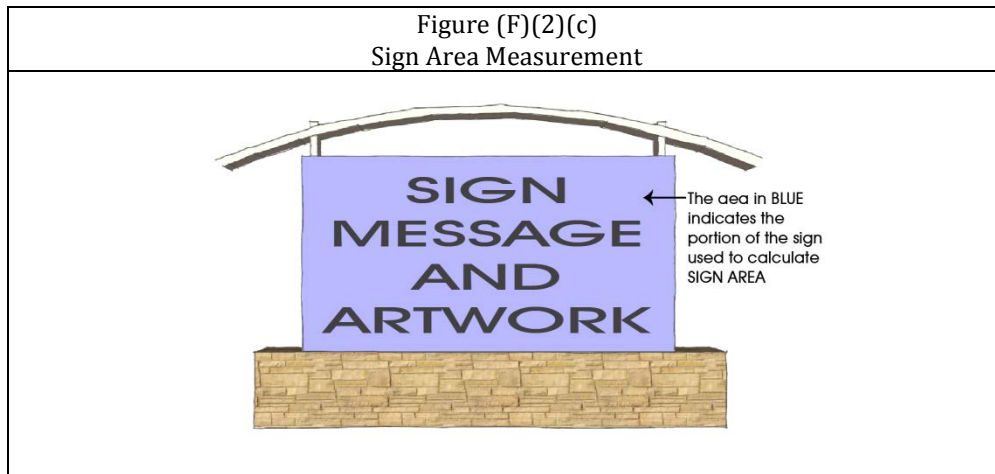 Figure (F)(2)(c)
Sign Area Measurement
SIGN
MESSAGE
AND
ARTWORK
The aea in BLUE
indicates the
portion of the sign
used to calculate
SIGN AREA